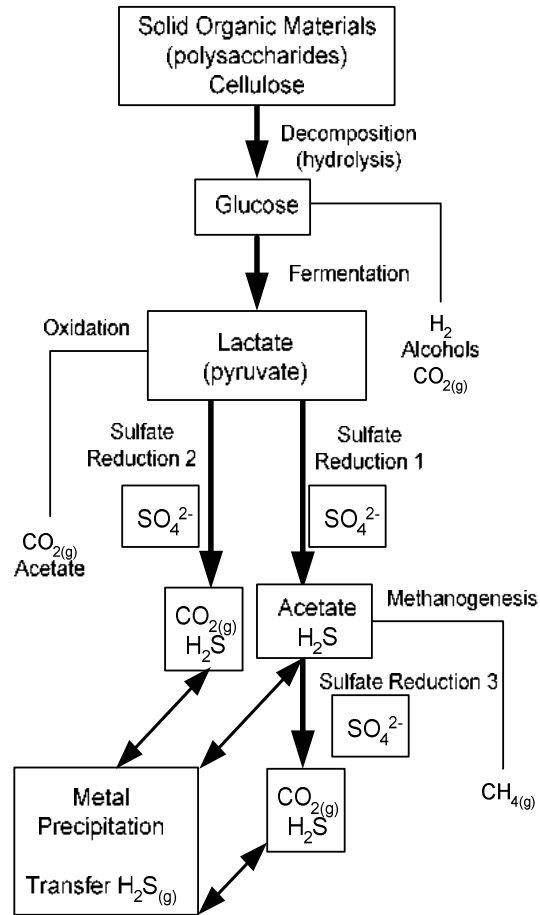 Solid Organic Materials
(polysaccharides)
Cellulose
Decomposition
(hydrolysis)
Glucose
Fermentation
H₂
Alcohols
CO₂(g)
Oxidation
Lactate
(pyruvate)
Sulfate
Reduction 2
Sulfate
Reduction 1
SO₄²⁻
SO₄²⁻
CO₂(g)
Acetate
CO₂(g)
H₂S
Acetate
H₂S
Methanogenesis
Sulfate Reduction 3
SO₄²⁻
CH₄(g)
CO₂(g)
H₂S
Metal
Precipitation
Transfer H₂S(g)